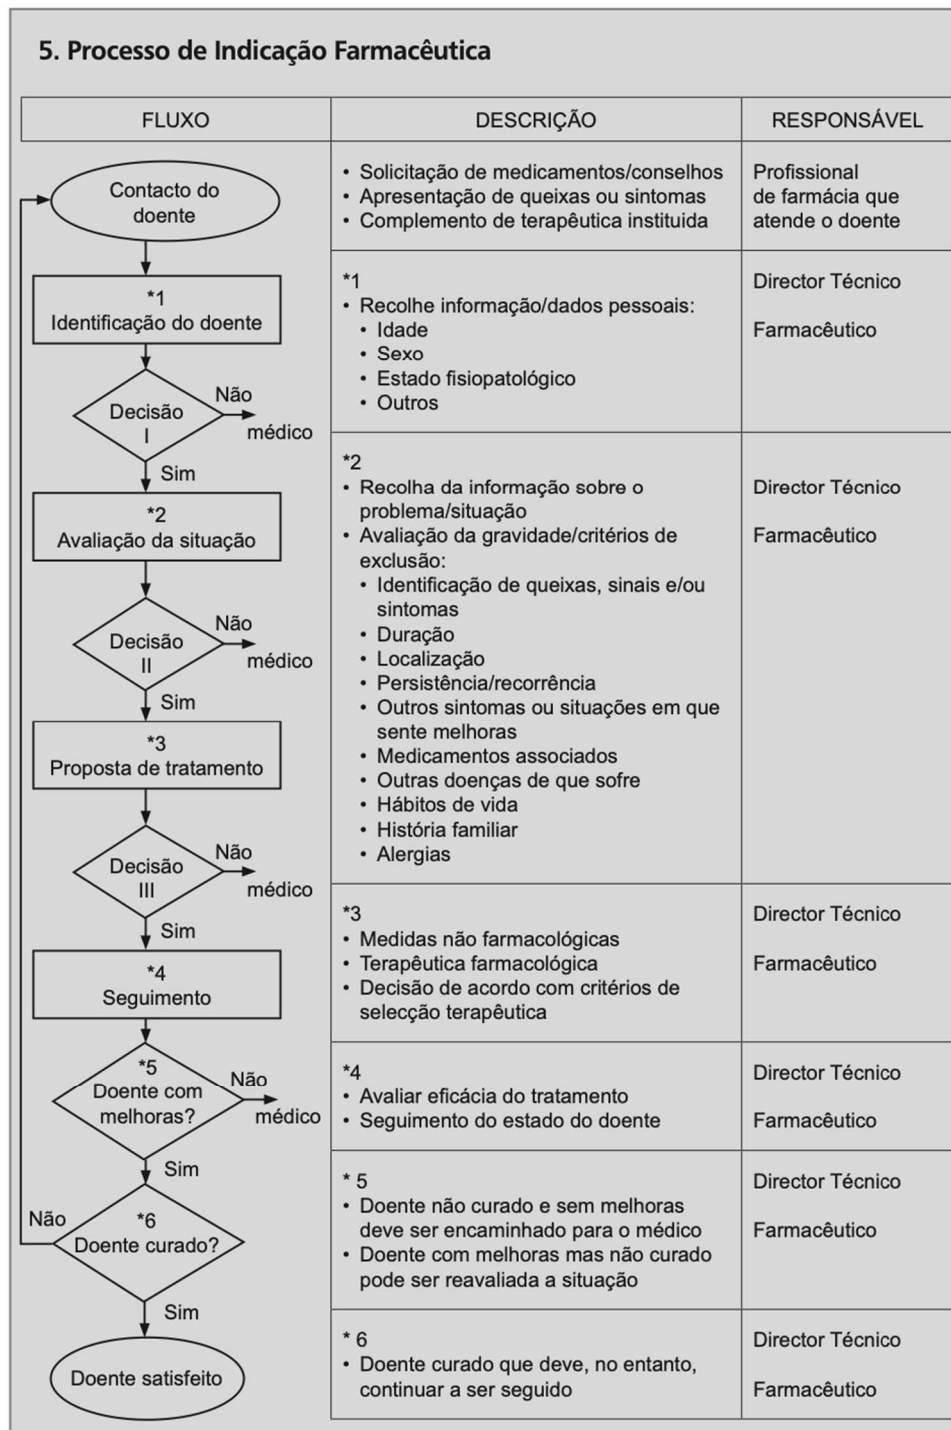 5. Processo de Indicação Farmacêutica
FLUXO
DESCRIÇÃO
RESPONSÁVEL
Contacto do
doente
• Solicitação de medicamentos/conselhos
• Apresentação de queixas ou sintomas
• Complemento de terapêutica instituida
Profissional
de farmácia que
atende o doente
*1
Identificação do doente
Decisão
I
Não
médico
Sim
*1
• Recolhe informação/dados pessoais:
• Idade
• Sexo
• Estado fisiopatológico
• Outros
Director Técnico
Farmacêutico
*2
Avaliação da situação
Decisão
II
Não
médico
Sim
*3
Proposta de tratamento
Decisão
III
Não
médico
Sim
*2
• Recolha da informação sobre o
problema/situação
• Avaliação da gravidade/critérios de
exclusão:
• Identificação de queixas, sinais e/ou
sintomas
• Duração
• Localização
• Persistência/recorrência
• Outros sintomas ou situações em que
sente melhoras
• Medicamentos associados
• Outras doenças de que sofre
• Hábitos de vida
• História familiar
• Alergias
Director Técnico
Farmacêutico
*4
Seguimento
*3
• Medidas não farmacológicas
• Terapêutica farmacológica
• Decisão de acordo com critérios de
selecção terapêutica
Director Técnico
Farmacêutico
*5
Doente com
melhoras?
Não
médico
Sim
*4
• Avaliar eficácia do tratamento
• Seguimento do estado do doente
Director Técnico
Farmacêutico
Não
*6
Doente curado?
Sim
* 5
• Doente não curado e sem melhoras
deve ser encaminhado para o médico
• Doente com melhoras mas não curado
pode ser reavaliada a situação
Director Técnico
Farmacêutico
Doente satisfeito
* 6
• Doente curado que deve, no entanto,
continuar a ser seguido
Director Técnico
Farmacêutico